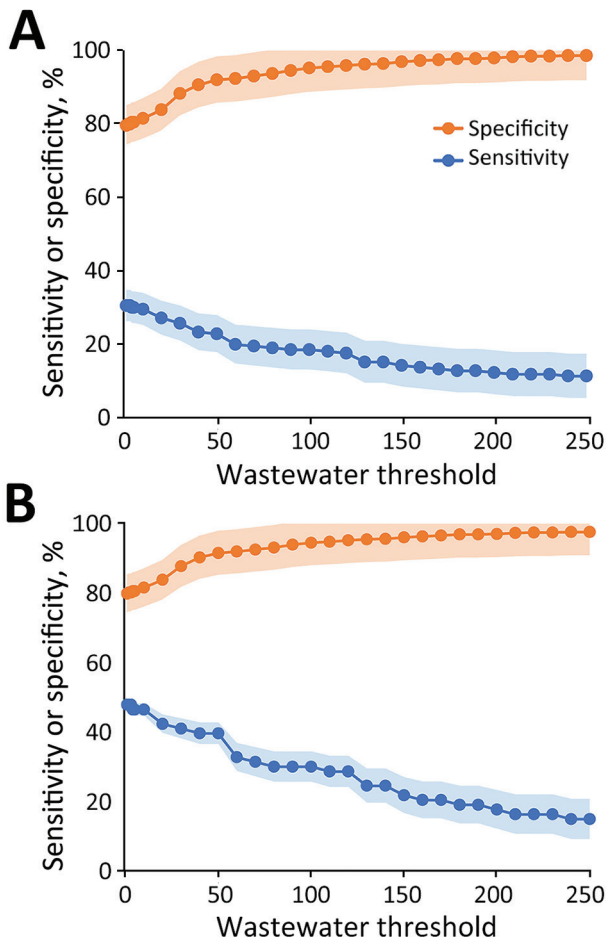 A
Sensitivity or specificity, %
100
80
60
40
20
0
Specificity
Sensitivity
0 50 100 150 200 250
Wastewater threshold
B
Sensitivity or specificity, %
100
80
60
40
20
0
0 50 100 150 200 250
Wastewater threshold